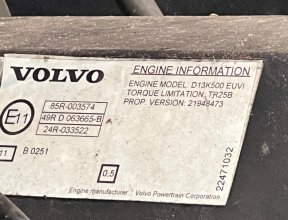 VOLVO
ENGINE INFORMATION
ENGINE MODEL: D13K500 EUVI
TORQUE LIMITATION: TR25B
PROP. VERSION: 21948473
E11
85R-003574
49R D 063665-B
24R-033522
11 B 0251
0,5
22471032
Engine manufacturer: Volvo Powertrain Corporation